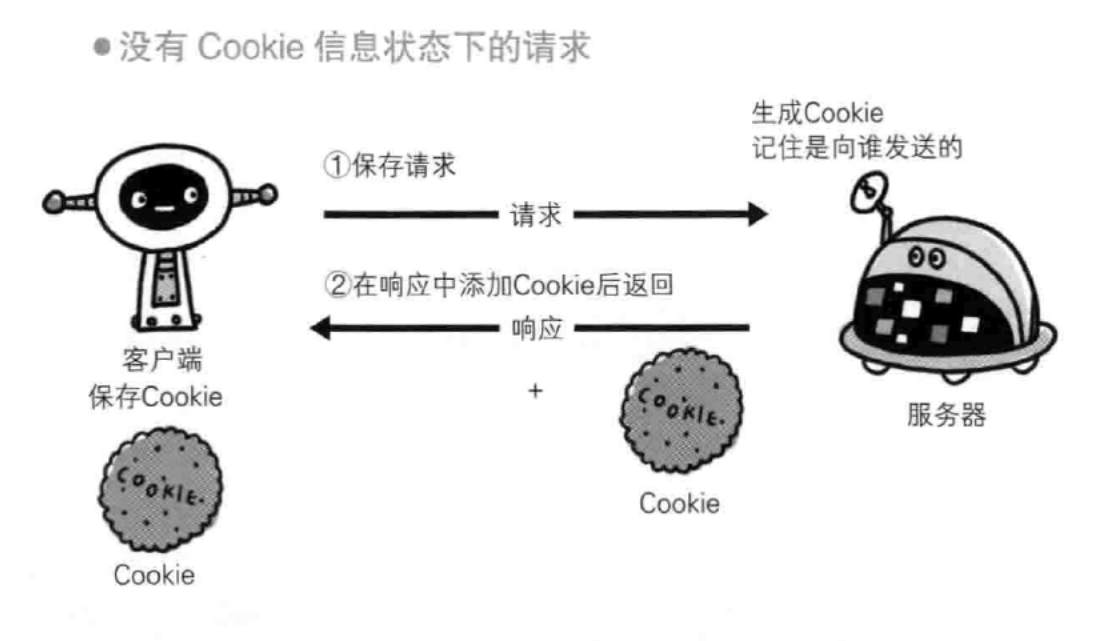 ●没有 Cookie 信息状态下的请求
生成Cookie
记住是向谁发送的
①保存请求
请求
②在响应中添加Cookie后返回
响应
客户端
保存Cookie
+
COOKIE.
服务器
COOKIE.
Cookie
Cookie